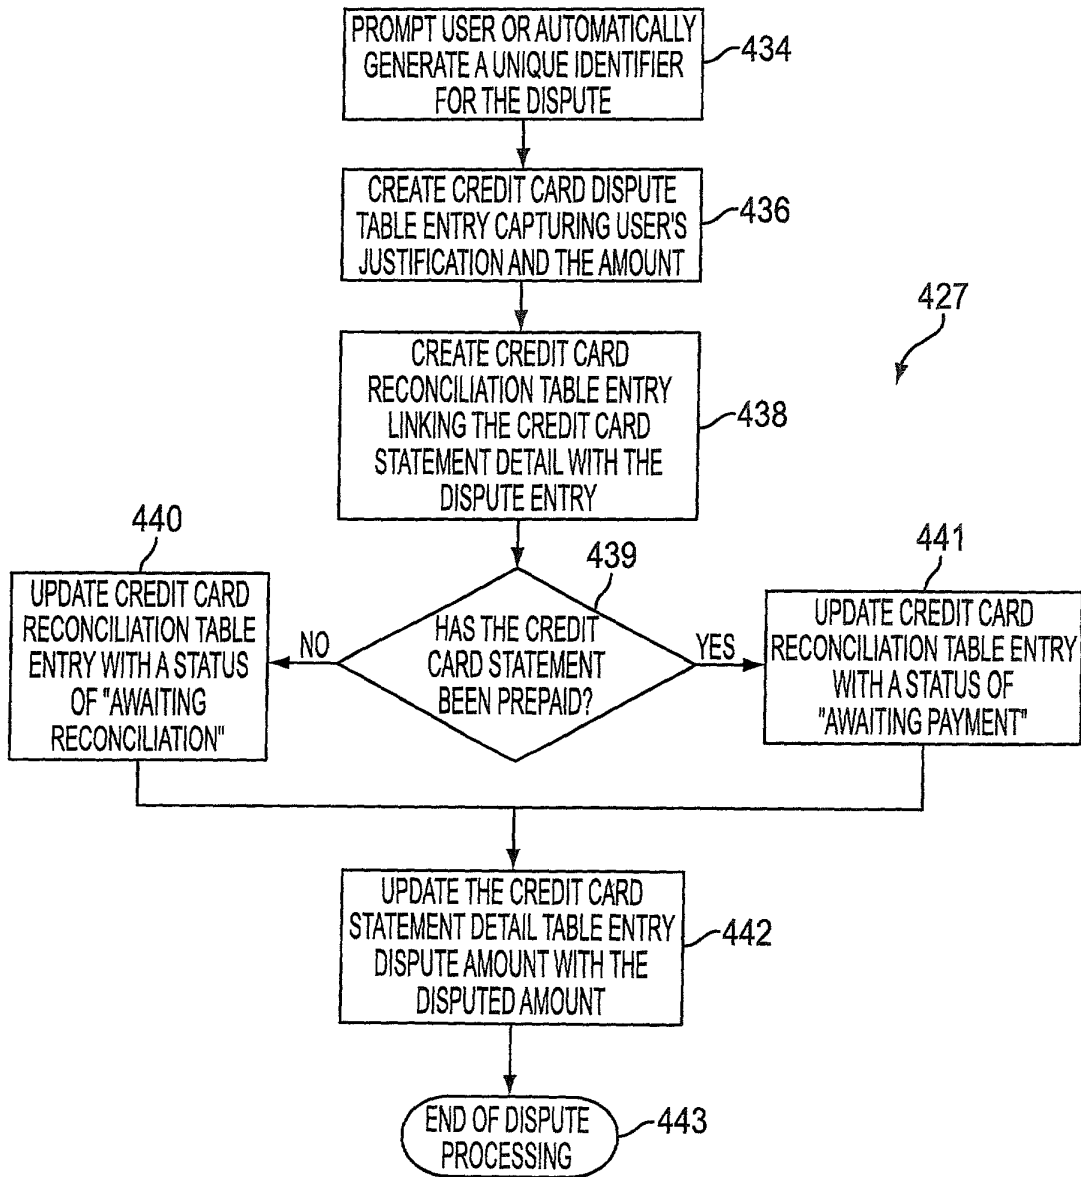 PROMPT USER OR AUTOMATICALLY
GENERATE A UNIQUE IDENTIFIER
FOR THE DISPUTE
434
CREATE CREDIT CARD DISPUTE
TABLE ENTRY CAPTURING USER'S
JUSTIFICATION AND THE AMOUNT
436
427
CREATE CREDIT CARD
RECONCILIATION TABLE ENTRY
LINKING THE CREDIT CARD
STATEMENT DETAIL WITH THE
DISPUTE ENTRY
438
439
HAS THE CREDIT
CARD STATEMENT
BEEN PREPAID?
NO
YES
440
UPDATE CREDIT CARD
RECONCILIATION TABLE
ENTRY WITH A STATUS
OF "AWAITING
RECONCILIATION"
441
UPDATE CREDIT CARD
RECONCILIATION TABLE ENTRY
WITH A STATUS OF
"AWAITING PAYMENT"
UPDATE THE CREDIT CARD
STATEMENT DETAIL TABLE ENTRY
DISPUTE AMOUNT WITH THE
DISPUTED AMOUNT
442
END OF DISPUTE
PROCESSING
443